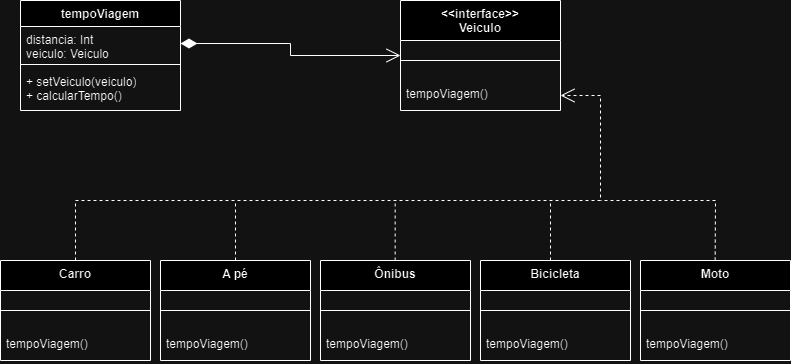 tempoViagem
distancia: Int
veiculo: Veiculo
+ setVeiculo(veiculo)
+ calcularTempo()
<<interface>>
Veiculo
tempoViagem()
Carro
tempoViagem()
A pé
tempoViagem()
Ônibus
tempoViagem()
Bicicleta
tempoViagem()
Moto
tempoViagem()